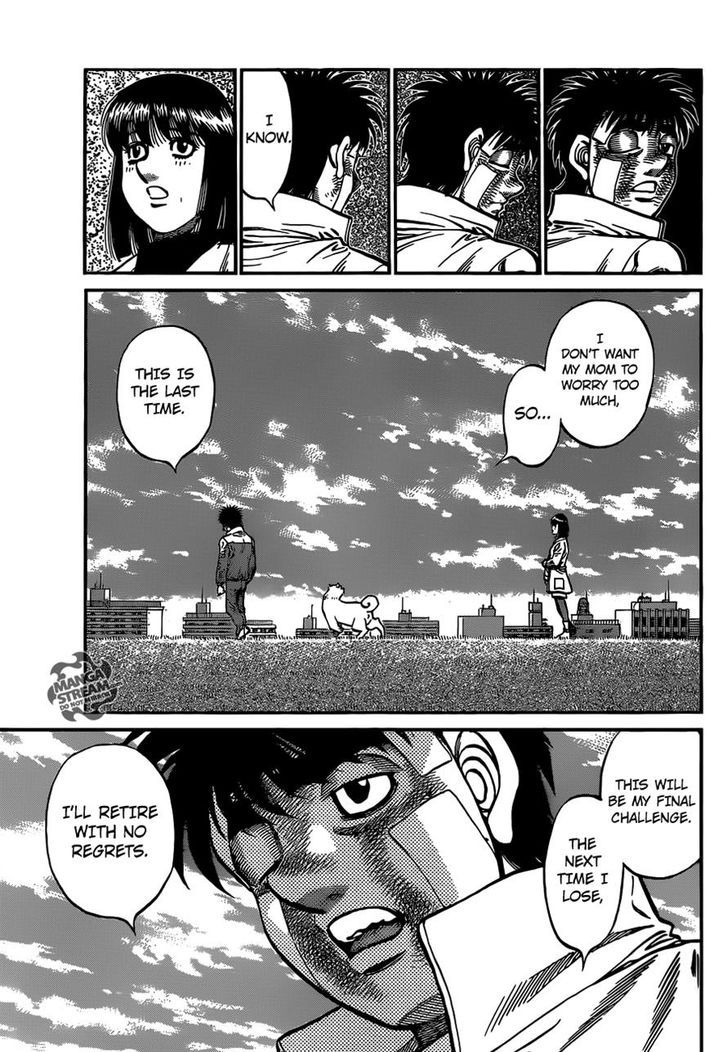 I
KNOW.
I
DON'T WANT
MY MOM TO
WORRY TOO
MUCH,
SO...
THIS IS
THE LAST
TIME.
A
MANGA
STREAM
DO NOT MIRROR
THIS WILL
BE MY FINAL
CHALLENGE.
THE
NEXT
TIME I
LOSE,
I'LL RETIRE
WITH NO
REGRETS.